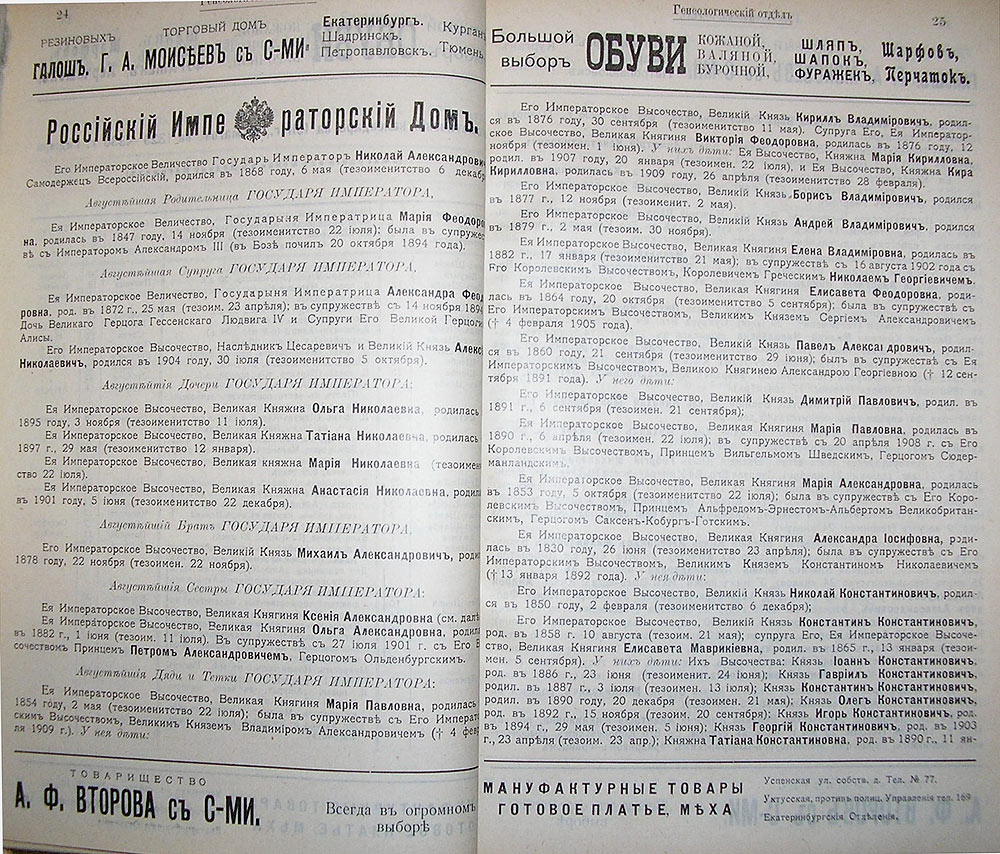 24
Генеологическій
РЕЗИНОВЫХЪ
ГАЛОШЪ.
ТОРГОВЫЙ ДОМЪ
Г. А. МОИСѢЕВЪ съ С-МИ
Екатеринбургъ.
Шадринскъ.
Петропавловскъ.
Курганъ
Тюмень
Россійскій Импе раторскій Домъ.
Его Императорское Величество Государь Императоръ Николай Александрович
Самодержецъ Всероссійскій, родился въ 1868 году, 6 мая (тезоименитство 6 декабр
Августѣйшая Родительница ГОСУДАРЯ ИМПЕРАТОРА,
Ея Императорское Величество, Государыня Императрица Марія Феодоров
на, родилась въ 1847 году, 14 ноября (тезоименитство 22 іюля); была въ супружес
вѣ съ Императоромъ Александромъ III (въ Бозѣ почилъ 20 октября 1894 года).
Августѣйшая Супруга ГОСУДАРЯ ИМПЕРАТОРА,
Ея Императорское Величество, Государыня Императрица Александра Феод
ровна, род. въ 1872 г., 25 мая (тезоим. 23 апрѣля); въ супружествѣ съ 14 ноября 1894
Дочь Великаго Герцога Гессенскаго Людвига IV и Супруги Его Великой Герцоги
Алисы.
Его Императорское Высочество, Наслѣдникъ Цесаревичъ и Великій Князь Алекс
Николаевичъ, родился въ 1904 году, 30 іюля (тезоименитство 5 октября).
Августѣйшія Дочери ГОСУДАРЯ ИМПЕРАТОРА:
Ея Императорское Высочество, Великая Княжна Ольга Николаевна, родилась
1895 году, 3 ноября (тезоименитство 11 іюля).
Ея Императорское Высочество, Великая Княжна Татіана Николаевна, родилась
1897 г., 29 мая (тезоименитство 12 января).
Ея Императорское Высочество, Великая княжна Марія Николаевна (тезоимен
ство 22 іюля).
Ея Императорское Высочество, Великая Княжна Анастасія Николаевна, родил
въ 1901 году, 5 іюня (тезоименитство 22 декабря).
Августѣйшій Братъ ГОСУДАРЯ ИМПЕРАТОРА,
Его Императорское Высочество, Великій Князь Михаилъ Александровичъ, родил
1878 году, 22 ноября (тезоимен. 22 ноября).
Августѣйшія Сестры ГОСУДАРЯ ИМПЕРАТОРА:
Ея Императорское Высочество, Великая Княгиня Ксенія Александровна (см. далѣ
Ея Императорское Высочество, Великая Княгиня Ольга Александровна, родил
въ 1882 г., 1 іюня (тезоим. 11 іюля). Въ супружествѣ съ 27 іюля 1901 г. съ Его В
сочествомъ Принцемъ Петромъ Александровичемъ, Герцогомъ Ольденбургскимъ.
Августѣйшія Дяди и Тетки ГОСУДАРЯ ИМПЕРАТОРА:
Ея Императорское Высочество, Великая Княгиня Марія Павловна, родилась
1854 году, 2 мая (тезоименитство 22 іюля); была въ супружествѣ съ Его Императ
скимъ Высочествомъ, Великимъ Княземъ Владиміромъ Александровичемъ († 4 фев
ля 1909 г.). У нея дѣти:
ТОВАРИЩЕСТВО
А. Ф. ВТОРОВА съ С-МИ.
Всегда въ огромномъ
выборѣ
Генеологическій отдѣлъ
25
Большой
выборъ
ОБУВИ
КОЖАНОЙ,
ВАЛЯНОЙ,
БУРОЧНОЙ,
ШЛЯПЪ,
ШАПОКЪ,
ФУРАЖЕКЪ,
Шарфовъ,
Перчатокъ.
Его Императорское Высочество, Великій Князь Кириллъ Владиміровичъ, родил-
ся въ 1876 году, 30 сентября (тезоименитство 11 мая). Супруга Его, Ея Император-
ское Высочество, Великая Княгиня Викторія Феодоровна, родилась въ 1876 году, 12
ноября (тезоимен. 1 іюня). У нихъ дѣти: Ея Высочество, Княжна Марія Кирилловна,
родил. въ 1907 году, 20 января (тезоимен. 22 іюля), и Ея Высочество, Княжна Кира
Кирилловна, родилась въ 1909 году, 26 апрѣля (тезоименитство 28 февраля).
Его Императорское Высочество, Великій Князь Борисъ Владиміровичъ, родился
въ 1877 г., 12 ноября (тезоименит. 2 мая).
Его Императорское Высочество, Великій Князь Андрей Владиміровичъ, родился
въ 1879 г., 2 мая (тезоим. 30 ноября).
Ея Императорское Высочество, Великая Княгиня Елена Владиміровна, родилась въ
1882 г., 17 января (тезоименитство 21 мая); въ супружествѣ съ 16 августа 1902 съ
Его Королевскимъ Высочествомъ, Королевичемъ Греческимъ Николаемъ Георгіевичемъ.
Ея Императорское Высочество, Великая Княгиня Елисавета Феодоровна, роди-
лась въ 1864 году, 20 октября (тезоименитство 5 сентября); была въ супружествѣ съ
Его Императорскимъ Высочествомъ, Великимъ Княземъ Сергіемъ Александровичемъ
(† 4 февраля 1905 года).
Его Императорское Высочество, Великій Князь Павелъ Александровичъ, родил-
ся въ 1860 году, 21 сентября (тезоименитство 29 іюня); былъ въ супружествѣ съ Ея
Императорскимъ Высочествомъ, Великою Княгинею Александрою Георгіевною († 12 сен-
тября 1891 года). У него дѣти:
Его Императорское Высочество, Великій Князь Димитрій Павловичъ, родил. въ
1891 г., 6 сентября (тезоимен. 21 сентября);
Ея Императорское Высочество, Великая Княгиня Марія Павловна, родилась въ
1890 г., 6 апрѣля (тезоимен. 22 іюля); въ супружествѣ съ 20 апрѣля 1908 г. съ Его
Королевскимъ Высочествомъ, Принцемъ Вильгельмомъ Шведскимъ, Герцогомъ Сюдер-
манландскимъ.
Ея Императорское Высочество, Великая Княгиня Марія Александровна, родилась
въ 1853 году, 5 октября (тезоименитство 22 іюля); была въ супружествѣ съ Его Коро-
левскимъ Высочествомъ, Принцемъ Альфредомъ-Эрнестомъ-Альбертомъ Великобритан-
скимъ, Герцогомъ Саксенъ-Кобургъ-Готскимъ.
Ея Императорское Высочество, Великая Княгиня Александра Іосифовна, ро-
дилась въ 1830 году, 26 іюня (тезоименитство 23 апрѣля); была въ супружествѣ съ Его
Императорскимъ Высочествомъ, Великимъ Княземъ Константиномъ Николаевичемъ
(† 13 января 1892 года). У нея дѣти:
Его Императорское Высочество, Великій Князь Николай Константиновичъ, родил-
ся въ 1850 году, 2 февраля (тезоименитство 6 декабря);
Его Императорское Высочество, Великій Князь Константинъ Константиновичъ,
род. въ 1858 г. 10 августа (тезоим. 21 мая); супруга Его, Ея Императорское Высоче-
ство, Великая Княгиня Елисавета Маврикіевна, родил. въ 1865 г., 13 января (тезои-
мен. 5 сентября). У нихъ дѣти: Ихъ Высочества: Князь Іоаннъ Константиновичъ,
род. въ 1886 г., 23 іюня (тезоименит. 24 іюня); Князь Гавріилъ Константиновичъ,
родил. въ 1887 г., 3 іюля (тезоимен. 13 іюля); Князь Константинъ Константиновичъ,
родил. въ 1890 году, 20 декабря (тезоимен. 21 мая); Князь Олегъ Константиновичъ,
род. въ 1892 г., 15 ноября (тезоим. 20 сентября); Князь Игорь Константиновичъ, род.
въ 1894 г., 29 мая (тезоимен. 5 іюня); Князь Георгій Константиновичъ, род. въ 1903
г., 23 апрѣля (тезоим. 23 апр.); Княжна Татіана Константиновна, род. въ 1890 г., 11 ян-
МАНУФАКТУРНЫЕ ТОВАРЫ
ГОТОВОЕ ПЛАТЬЕ, МѢХА
Успенская ул. собств. д. Тел. № 77.
Уктусская, противъ полиц. Управленія тел. 169
Екатеринбургскія Отдѣленія.